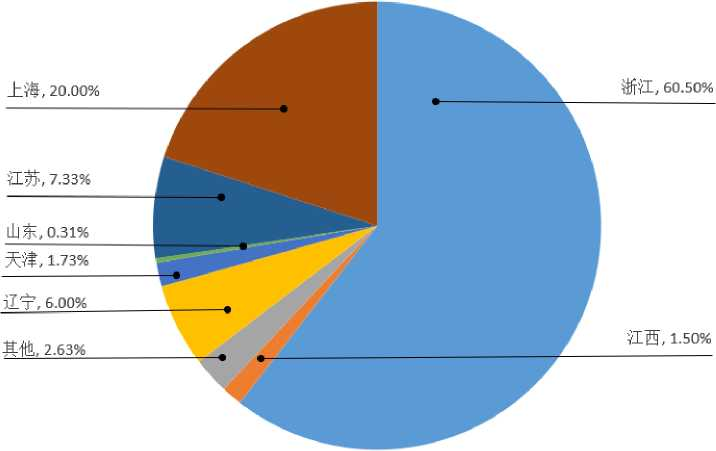 上海, 20.00%
浙江, 60.50%
江苏, 7.33%
山东, 0.31%
天津, 1.73%
辽宁, 6.00%
其他, 2.63%
江西, 1.50%